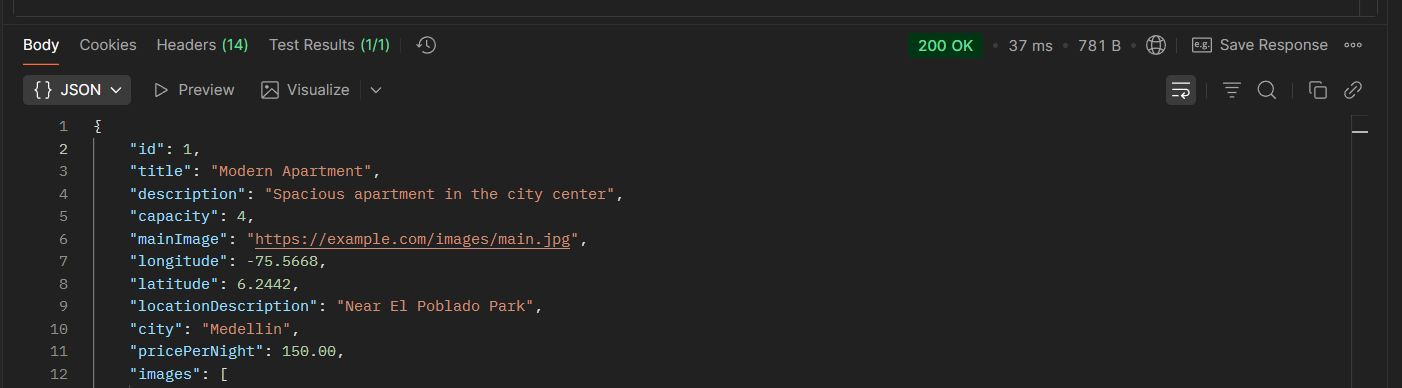 Body Cookies Headers (14) Test Results (1/1) 200 OK • 37 ms • 781 B • e.g. Save Response
{} JSON Preview Visualize
1 {
2 "id": 1,
3 "title": "Modern Apartment",
4 "description": "Spacious apartment in the city center",
5 "capacity": 4,
6 "mainImage": "https://example.com/images/main.jpg",
7 "longitude": -75.5668,
8 "latitude": 6.2442,
9 "locationDescription": "Near El Poblado Park",
10 "city": "Medellin",
11 "pricePerNight": 150.00,
12 "images": [